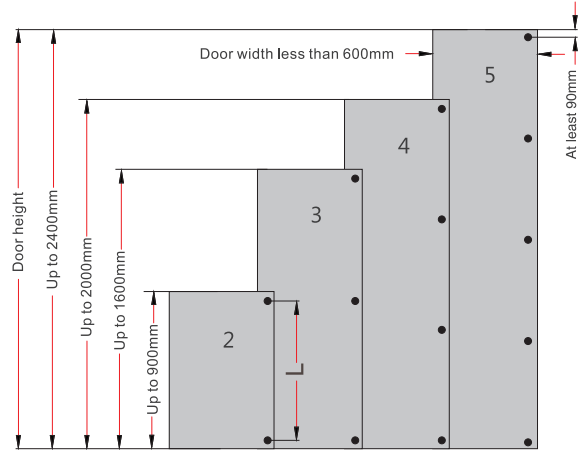 Door width less than 600mm
5
At least 90mm
4
3
2
L
Door height
Up to 2400mm
Up to 2000mm
Up to 1600mm
Up to 900mm